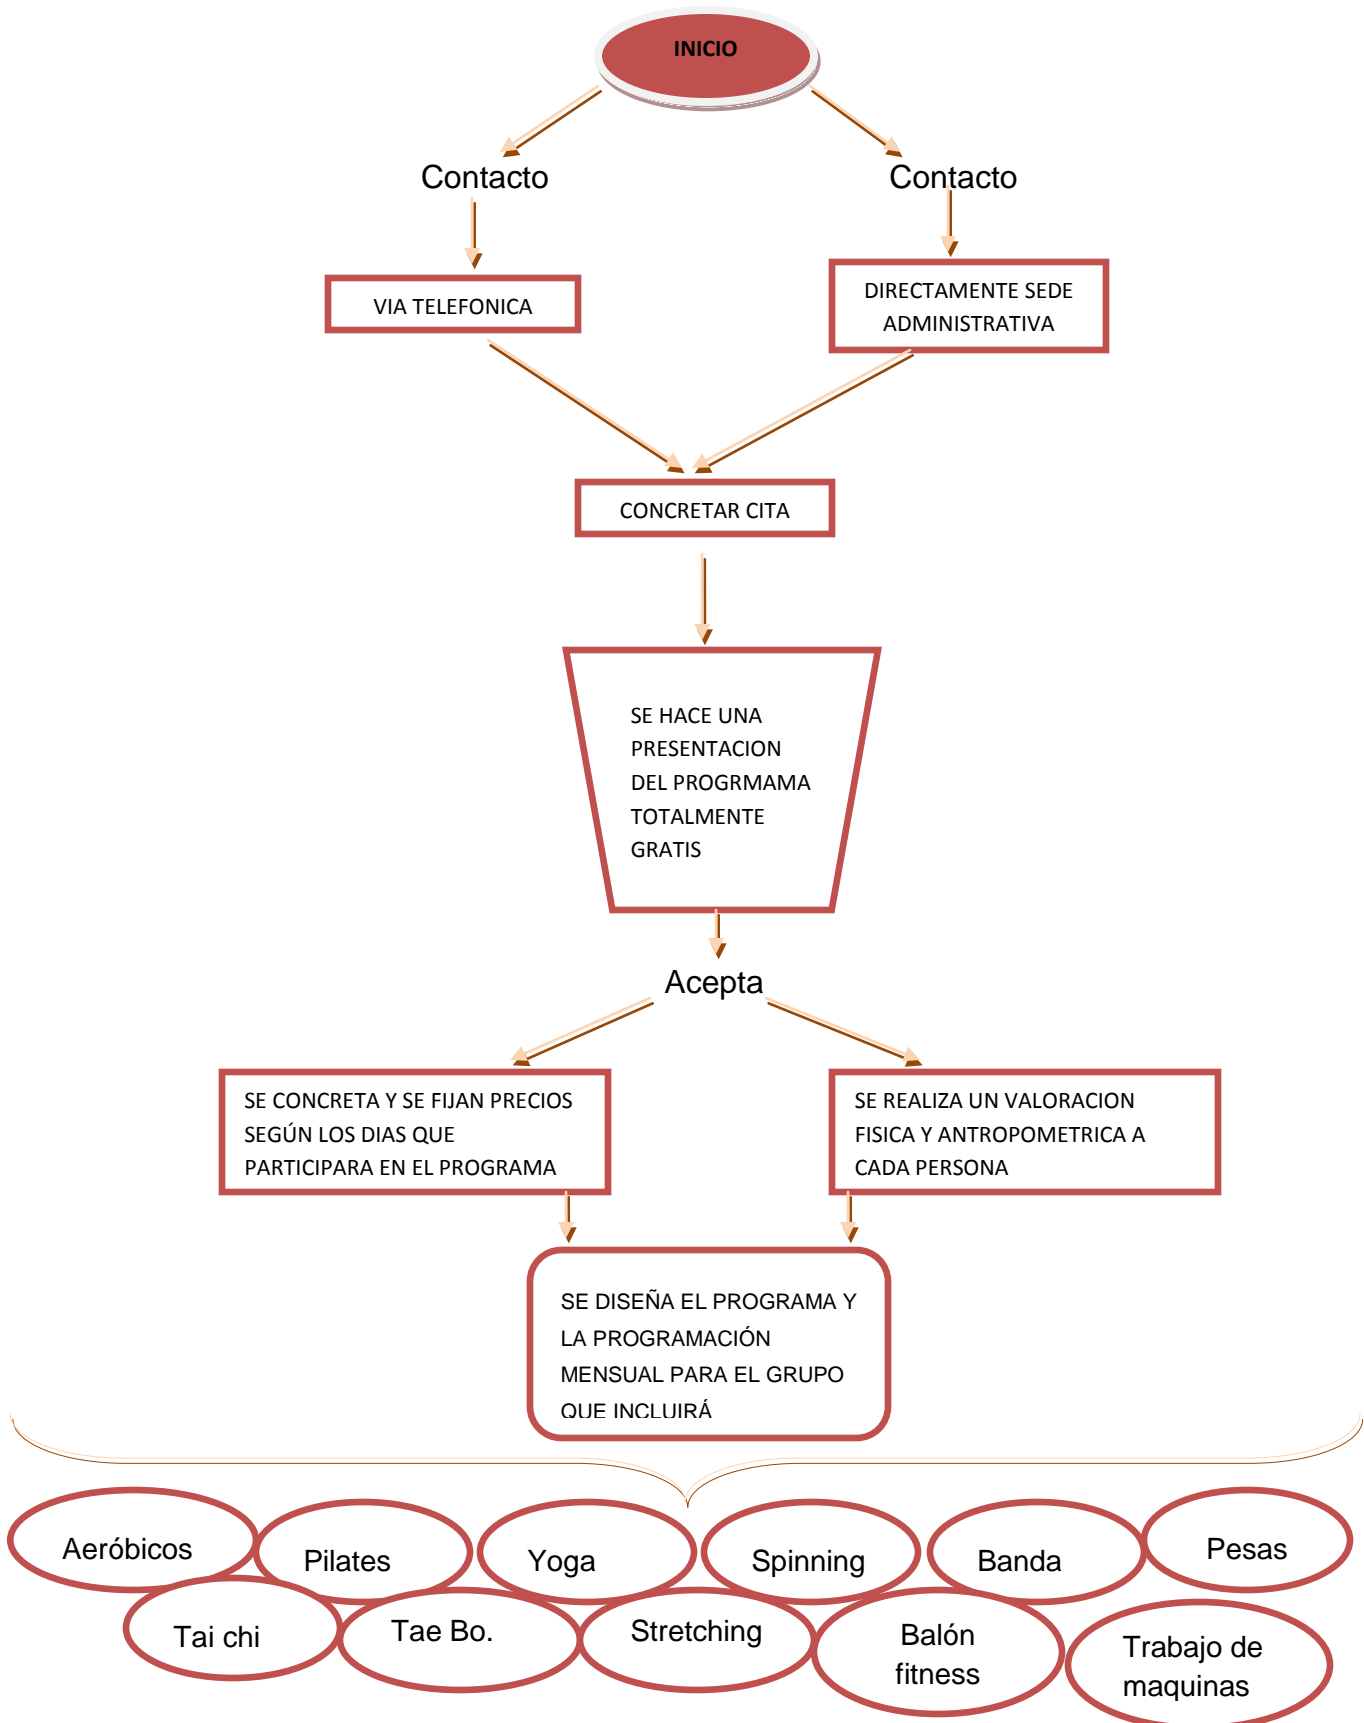 INICIO
Contacto
Contacto
VIA TELEFONICA
DIRECTAMENTE SEDE
ADMINISTRATIVA
CONCRETAR CITA
SE HACE UNA
PRESENTACION
DEL PROGRMAMA
TOTALMENTE
GRATIS
Acepta
SE CONCRETA Y SE FIJAN PRECIOS
SEGÚN LOS DIAS QUE
PARTICIPARA EN EL PROGRAMA
SE REALIZA UN VALORACION
FISICA Y ANTROPOMETRICA A
CADA PERSONA
SE DISEÑA EL PROGRAMA Y
LA PROGRAMACIÓN
MENSUAL PARA EL GRUPO
QUE INCLUIRÁ
Aeróbicos
Pilates
Yoga
Spinning
Banda
Pesas
Tai chi
Tae Bo.
Stretching
Balón
fitness
Trabajo de
maquinas